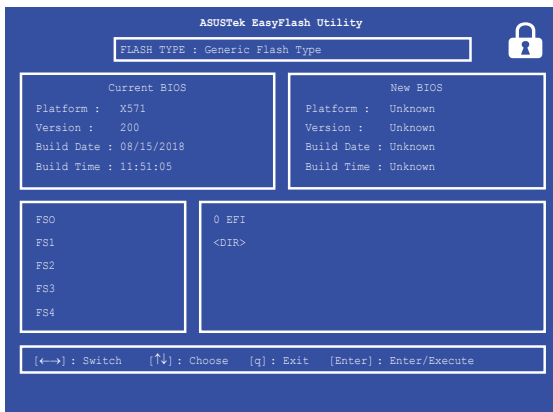 ASUSTek EasyFlash Utility
FLASH TYPE : Generic Flash Type
Current BIOS
Platform : X571
Version : 200
Build Date : 08/15/2018
Build Time : 11:51:05
New BIOS
Platform : Unknown
Version : Unknown
Build Date : Unknown
Build Time : Unknown
FS0
FS1
FS2
FS3
FS4
0 EFI
<DIR>
[←→] : Switch [↑↓] : Choose [q] : Exit [Enter] : Enter/Execute